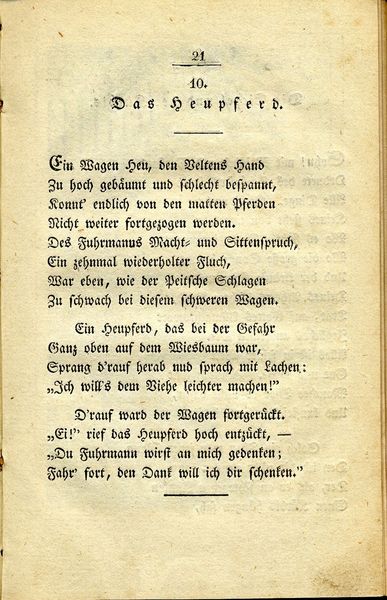 21
10.
Das Heupferd.
Ein Wagen Heu, den Veltens Hand
Zu hoch gebäumt und schlecht bespannt,
Konnt' endlich von den matten Pferden
Nicht weiter fortgezogen werden.
Des Fuhrmanns Macht- und Sittenspruch,
Ein zehnmal wiederholter Fluch,
War eben, wie der Peitsche Schlagen
Zu schwach bei diesem schweren Wagen.
Ein Heupferd, das bei der Gefahr
Ganz oben auf dem Wiesbaum war,
Sprang d'rauf herab und sprach mit Lachen:
„Ich will's dem Viehe leichter machen!"
D'rauf ward der Wagen fortgerückt.
„Ei!" rief das Heupferd hoch entzückt, —
„Du Fuhrmann wirst an mich gedenken;
Fahr' fort, den Dank will ich dir schenken."